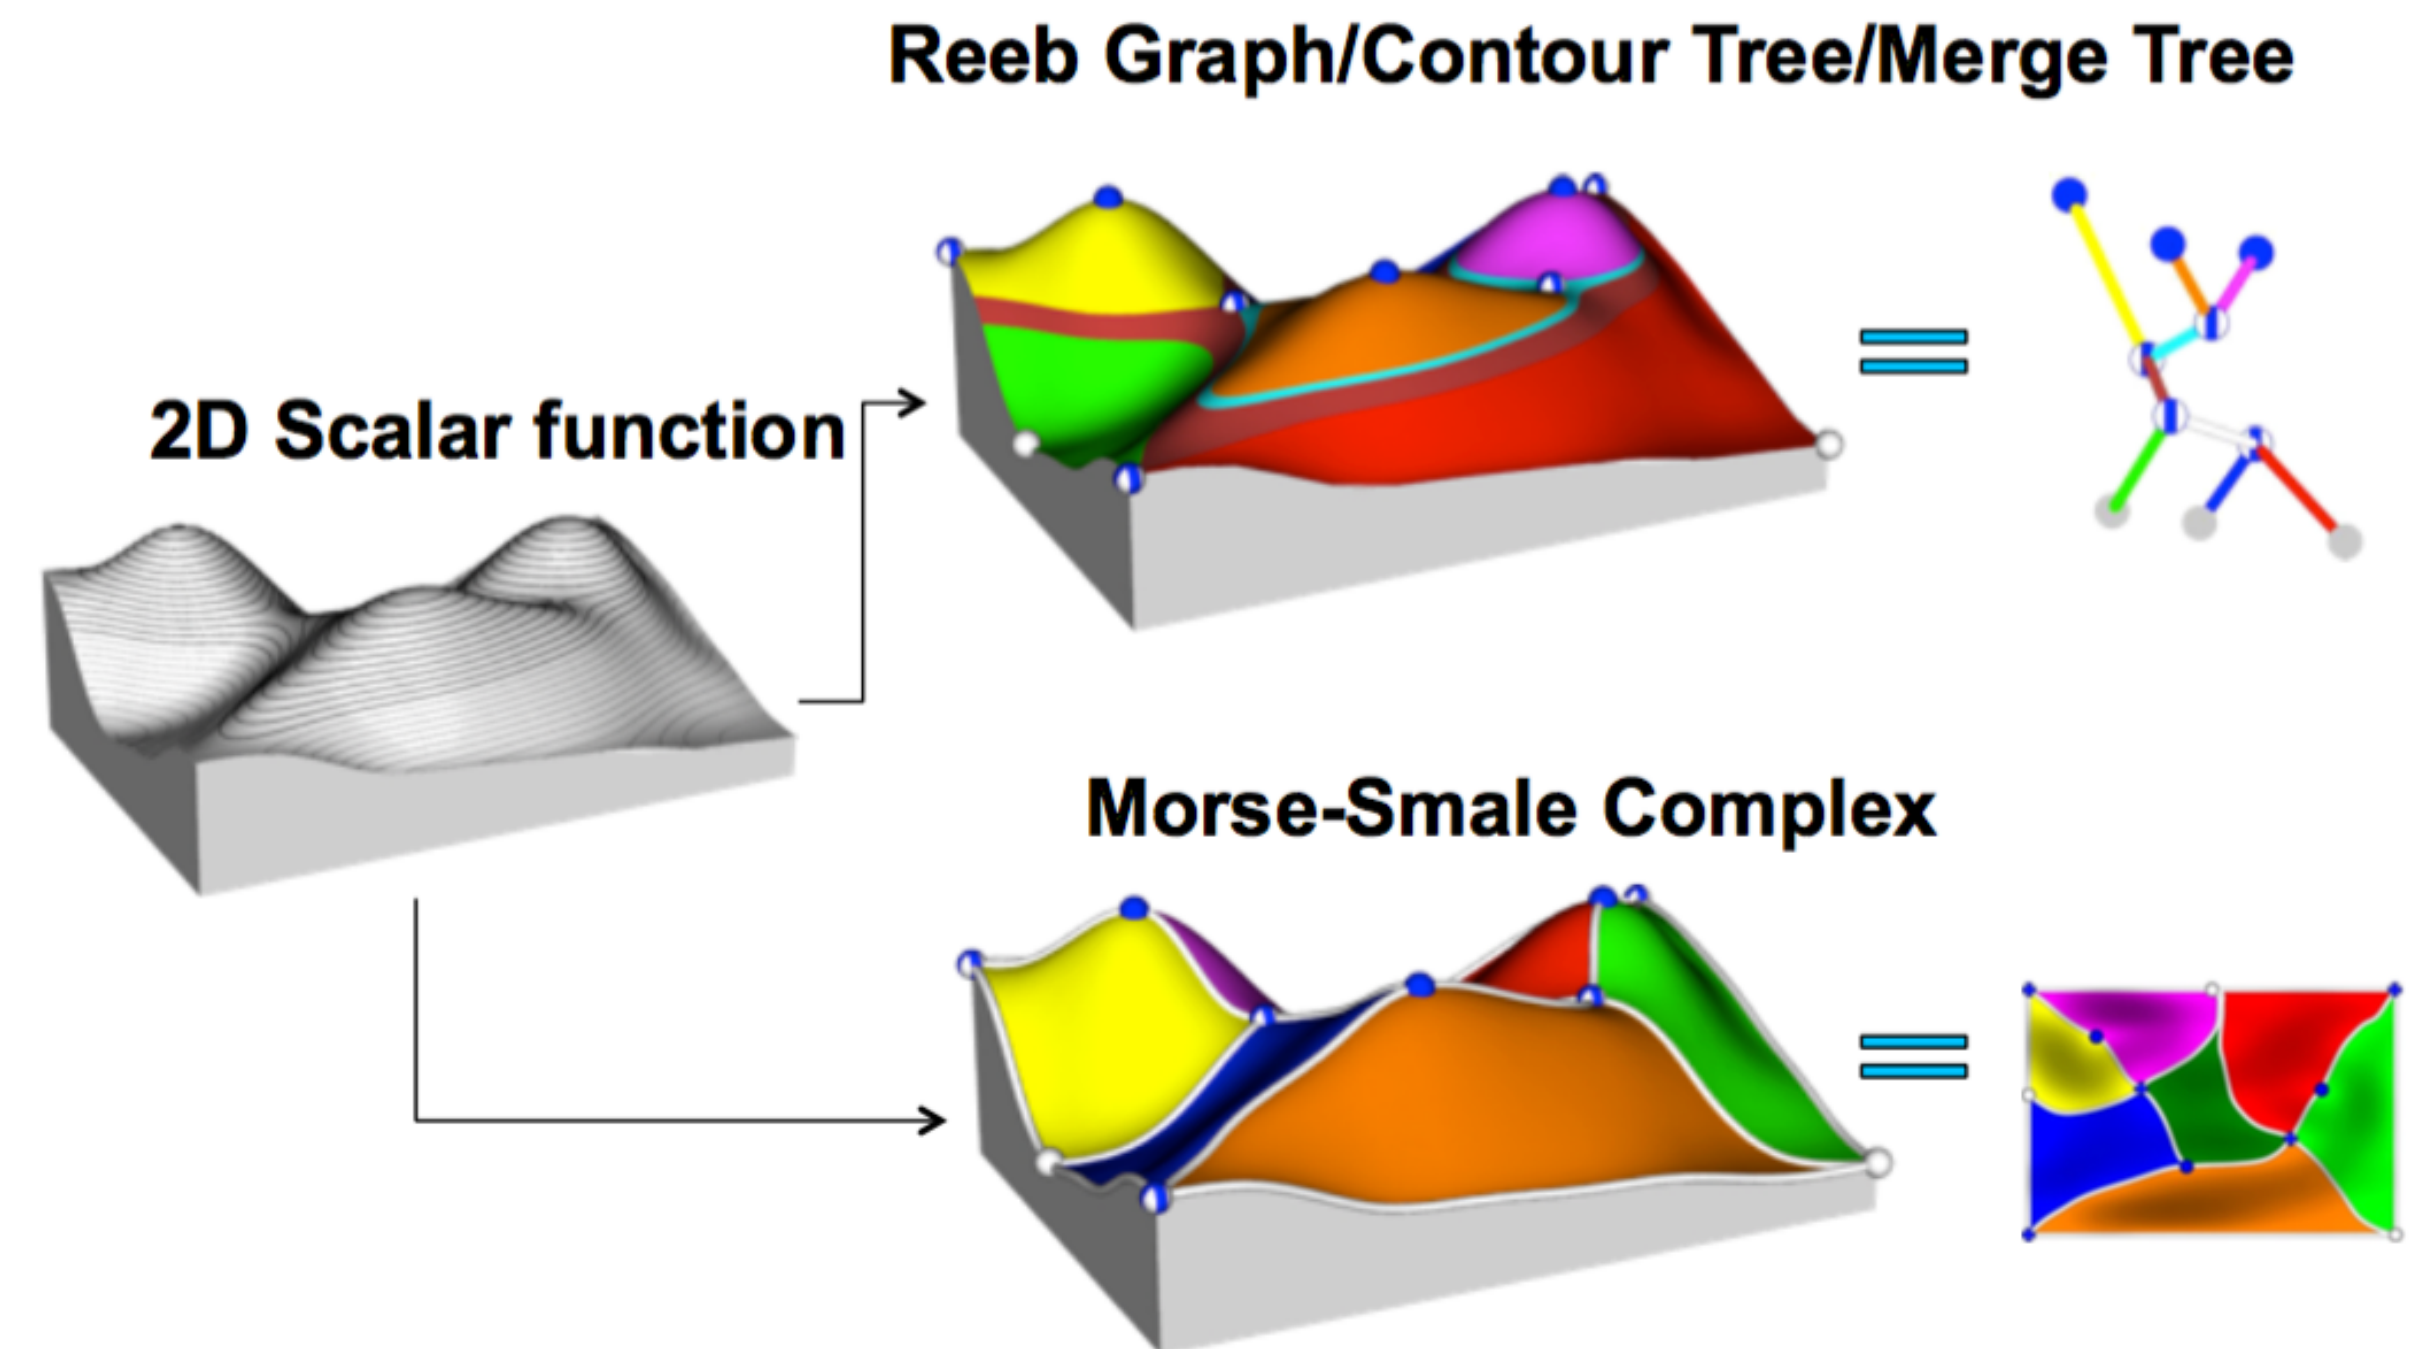 Reeb Graph/Contour Tree/Merge Tree
2D Scalar function
Morse-Smale Complex